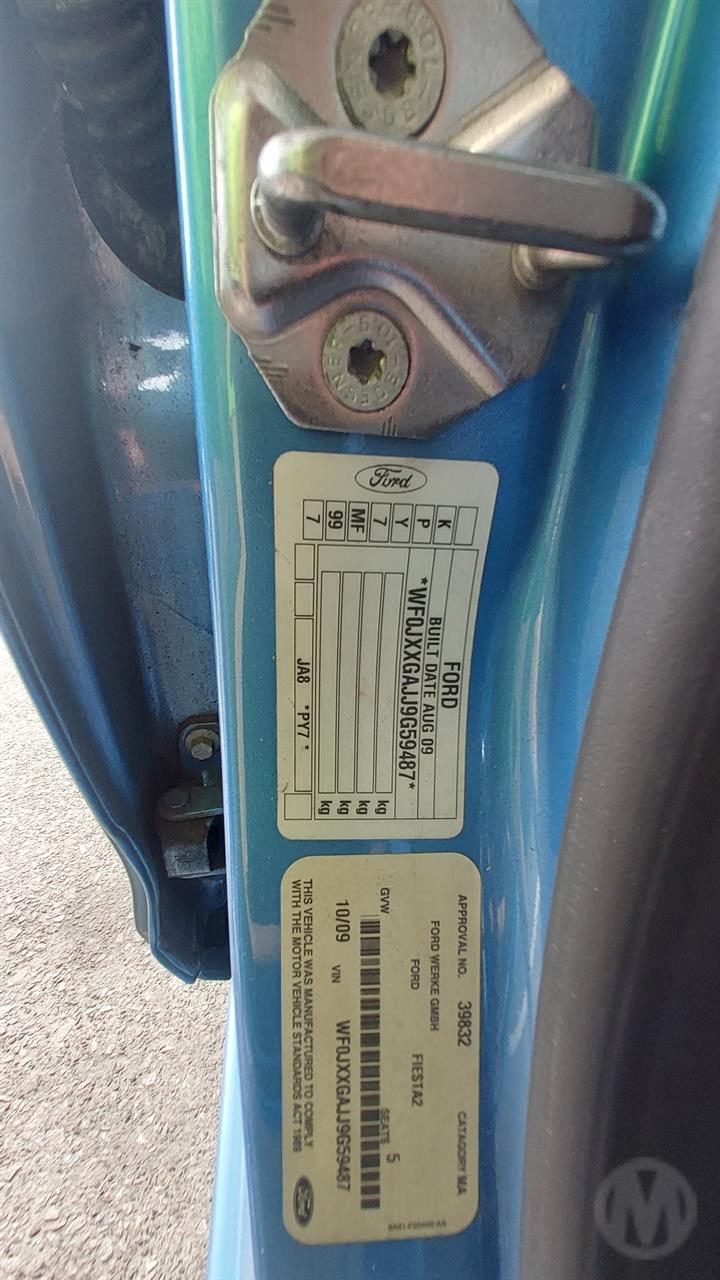 Ford
K
P
Y
7
MF
99
7
FORD
BUILT DATE AUG 09
*WF0JXXGAJJ9G59487*
kg
kg
kg
kg
JA8 *PY7 *
APPROVAL NO. 39832 CATAGORY MA
FORD WERKE GMBH
FORD FIESTA2
GVW SEATS 5
10/09 VIN WF0JXXGAJJ9G59487
THIS VEHICLE WAS MANUFACTURED TO COMPLY
WITH THE MOTOR VEHICLE STANDARDS ACT 1989
Ford
M